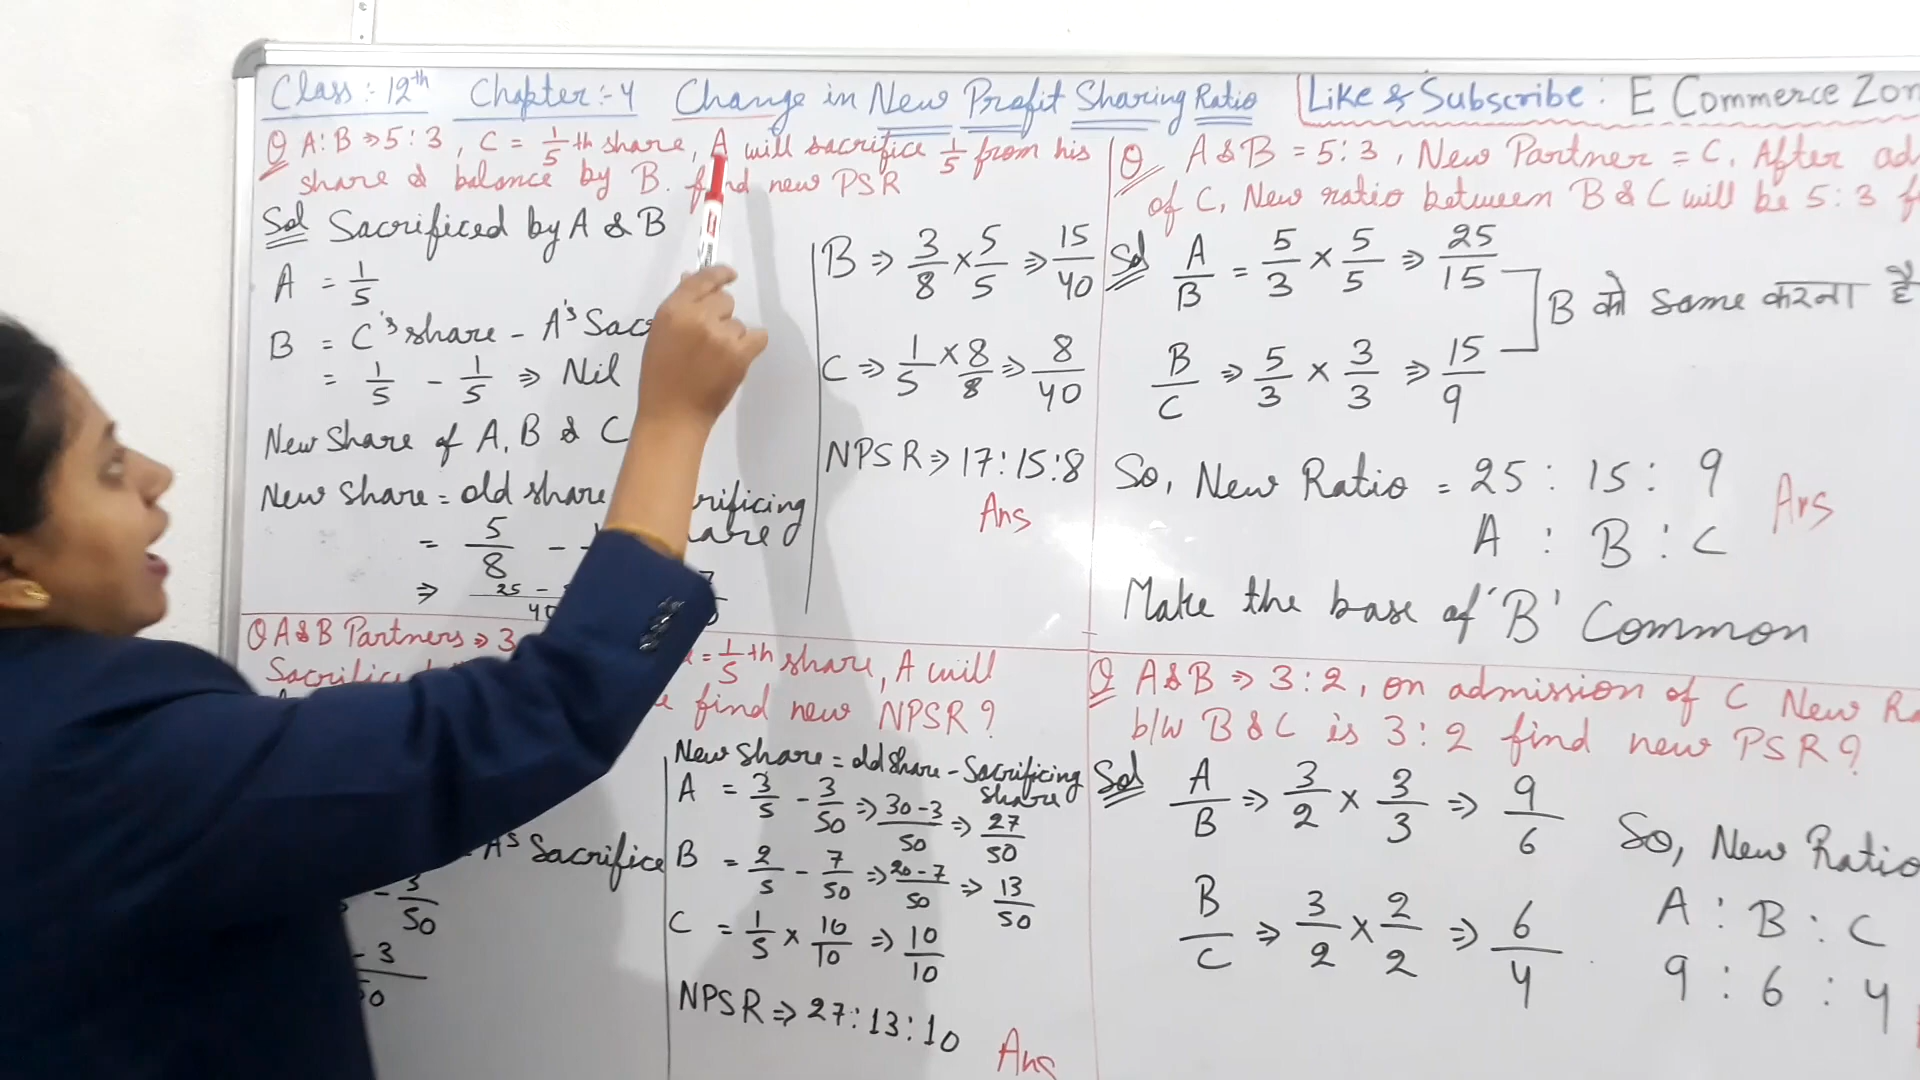 Class:- 12th Chapter:- 4 Change in New Profit Sharing Ratio Like & Subscribe: E Commerce Zon
Q A:B ⇒ 5:3, C = 1/5 th share, A will sacrifice 1/5 from his
share & balance by B. find new PSR
Sol Sacrificed by A & B
A = 1/5
B = C's share - A's Sac
= 1/5 - 1/5 ⇒ Nil
New Share of A, B & C
New Share = old share rificing
= 5/8 -
⇒ 25 -
B ⇒ 3/8 × 5/5 ⇒ 15/40
C ⇒ 1/5 × 8/8 ⇒ 8/40
NPSR ⇒ 17:15:8
Ans
Q A & B = 5:3, New Partner = C. After ad
of C, New ratio between B & C will be 5:3 f
Sol A/B = 5/3 × 5/5 ⇒ 25/15
B को same करना है
B/C ⇒ 5/3 × 3/3 ⇒ 15/9
So, New Ratio = 25 : 15 : 9
A : B : C
Ans
Make the base of 'B' Common
Q A & B Partners ⇒ 3 = 1/5 th share, A will
find new NPSR?
A's Sacrifice
- 3/50
- 3
New Share = old Share - Sacrificing
Share
A = 3/5 - 3/50 ⇒ 30-3/50 ⇒ 27/50
B = 2/5 - 7/50 ⇒ 20-7/50 ⇒ 13/50
C = 1/5 × 10/10 ⇒ 10/10
NPSR ⇒ 27:13:10
Ans
Q A & B ⇒ 3:2, on admission of C New Ra
b/w B & C is 3:2 find new PSR?
Sol A/B ⇒ 3/2 × 3/3 ⇒ 9/6
B/C ⇒ 3/2 × 2/2 ⇒ 6/4
So, New Ratio
A : B : C
9 : 6 : 4